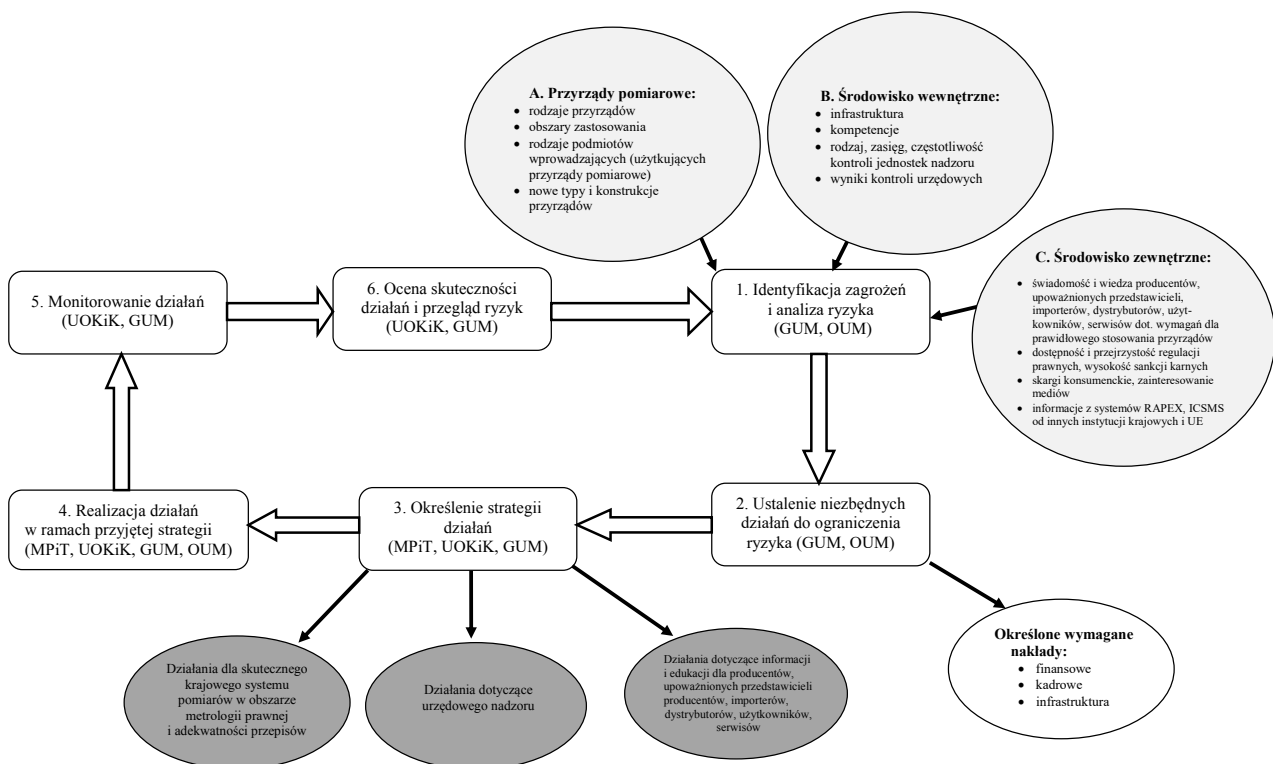 A. Przyrządy pomiarowe:
• rodzaje przyrządów
• obszary zastosowania
• rodzaje podmiotów
wprowadzających (użytkujących
przyrządy pomiarowe)
• nowe typy i konstrukcje
przyrządów
B. Środowisko wewnętrzne:
• infrastruktura
• kompetencje
• rodzaj, zasięg, częstotliwość
kontroli jednostek nadzoru
• wyniki kontroli urzędowych
C. Środowisko zewnętrzne:
• świadomość i wiedza producentów,
upoważnionych przedstawicieli,
importerów, dystrybutorów, użyt-
kowników, serwisów dot. wymagań dla
prawidłowego stosowania przyrządów
• dostępność i przejrzystość regulacji
prawnych, wysokość sankcji karnych
• skargi konsumenckie, zainteresowanie
mediów
• informacje z systemów RAPEX, ICSMS
od innych instytucji krajowych i UE
5. Monitorowanie działań
(UOKiK, GUM)
6. Ocena skuteczności
działań i przegląd ryzyk
(UOKiK, GUM)
1. Identyfikacja zagrożeń
i analiza ryzyka
(GUM, OUM)
4. Realizacja działań
w ramach przyjętej strategii
(MPiT, UOKiK, GUM, OUM)
3. Określenie strategii
działań
(MPiT, UOKiK, GUM)
2. Ustalenie niezbędnych
działań do ograniczenia
ryzyka (GUM, OUM)
Działania dla skutecznego
krajowego systemu
pomiarów w obszarze
metrologii prawnej
i adekwatności przepisów
Działania dotyczące
urzędowego nadzoru
Działania dotyczące informacji
i edukacji dla producentów,
upoważnionych przedstawicieli
producentów, importerów,
dystrybutorów, użytkowników,
serwisów
Określone wymagane
nakłady:
• finansowe
• kadrowe
• infrastruktura